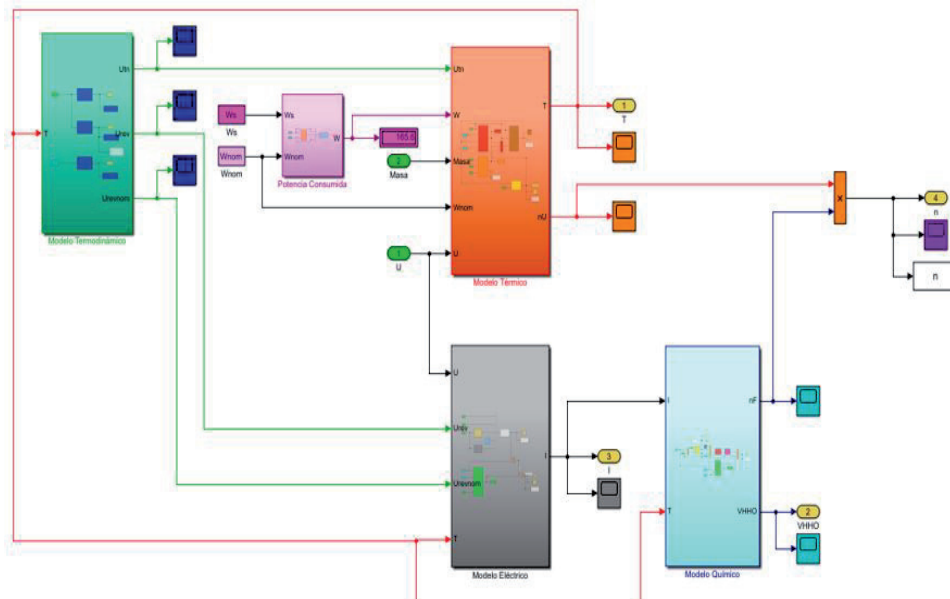 T
Utn
Urev
Urevnom
Modelo Termodinámico
Ws
Ws
Wnom
Wnom
Ws
Wnom
W
Potencia Consumida
165.6
2
Masa
1
U
Utn
W
Masa
Wnom
U
T
nU
Modelo Térmico
1
T
X
4
n
n
U
Urev
Urevnom
T
I
Modelo Eléctrico
3
I
I
T
nF
VHHO
Modelo Químico
2
VHHO